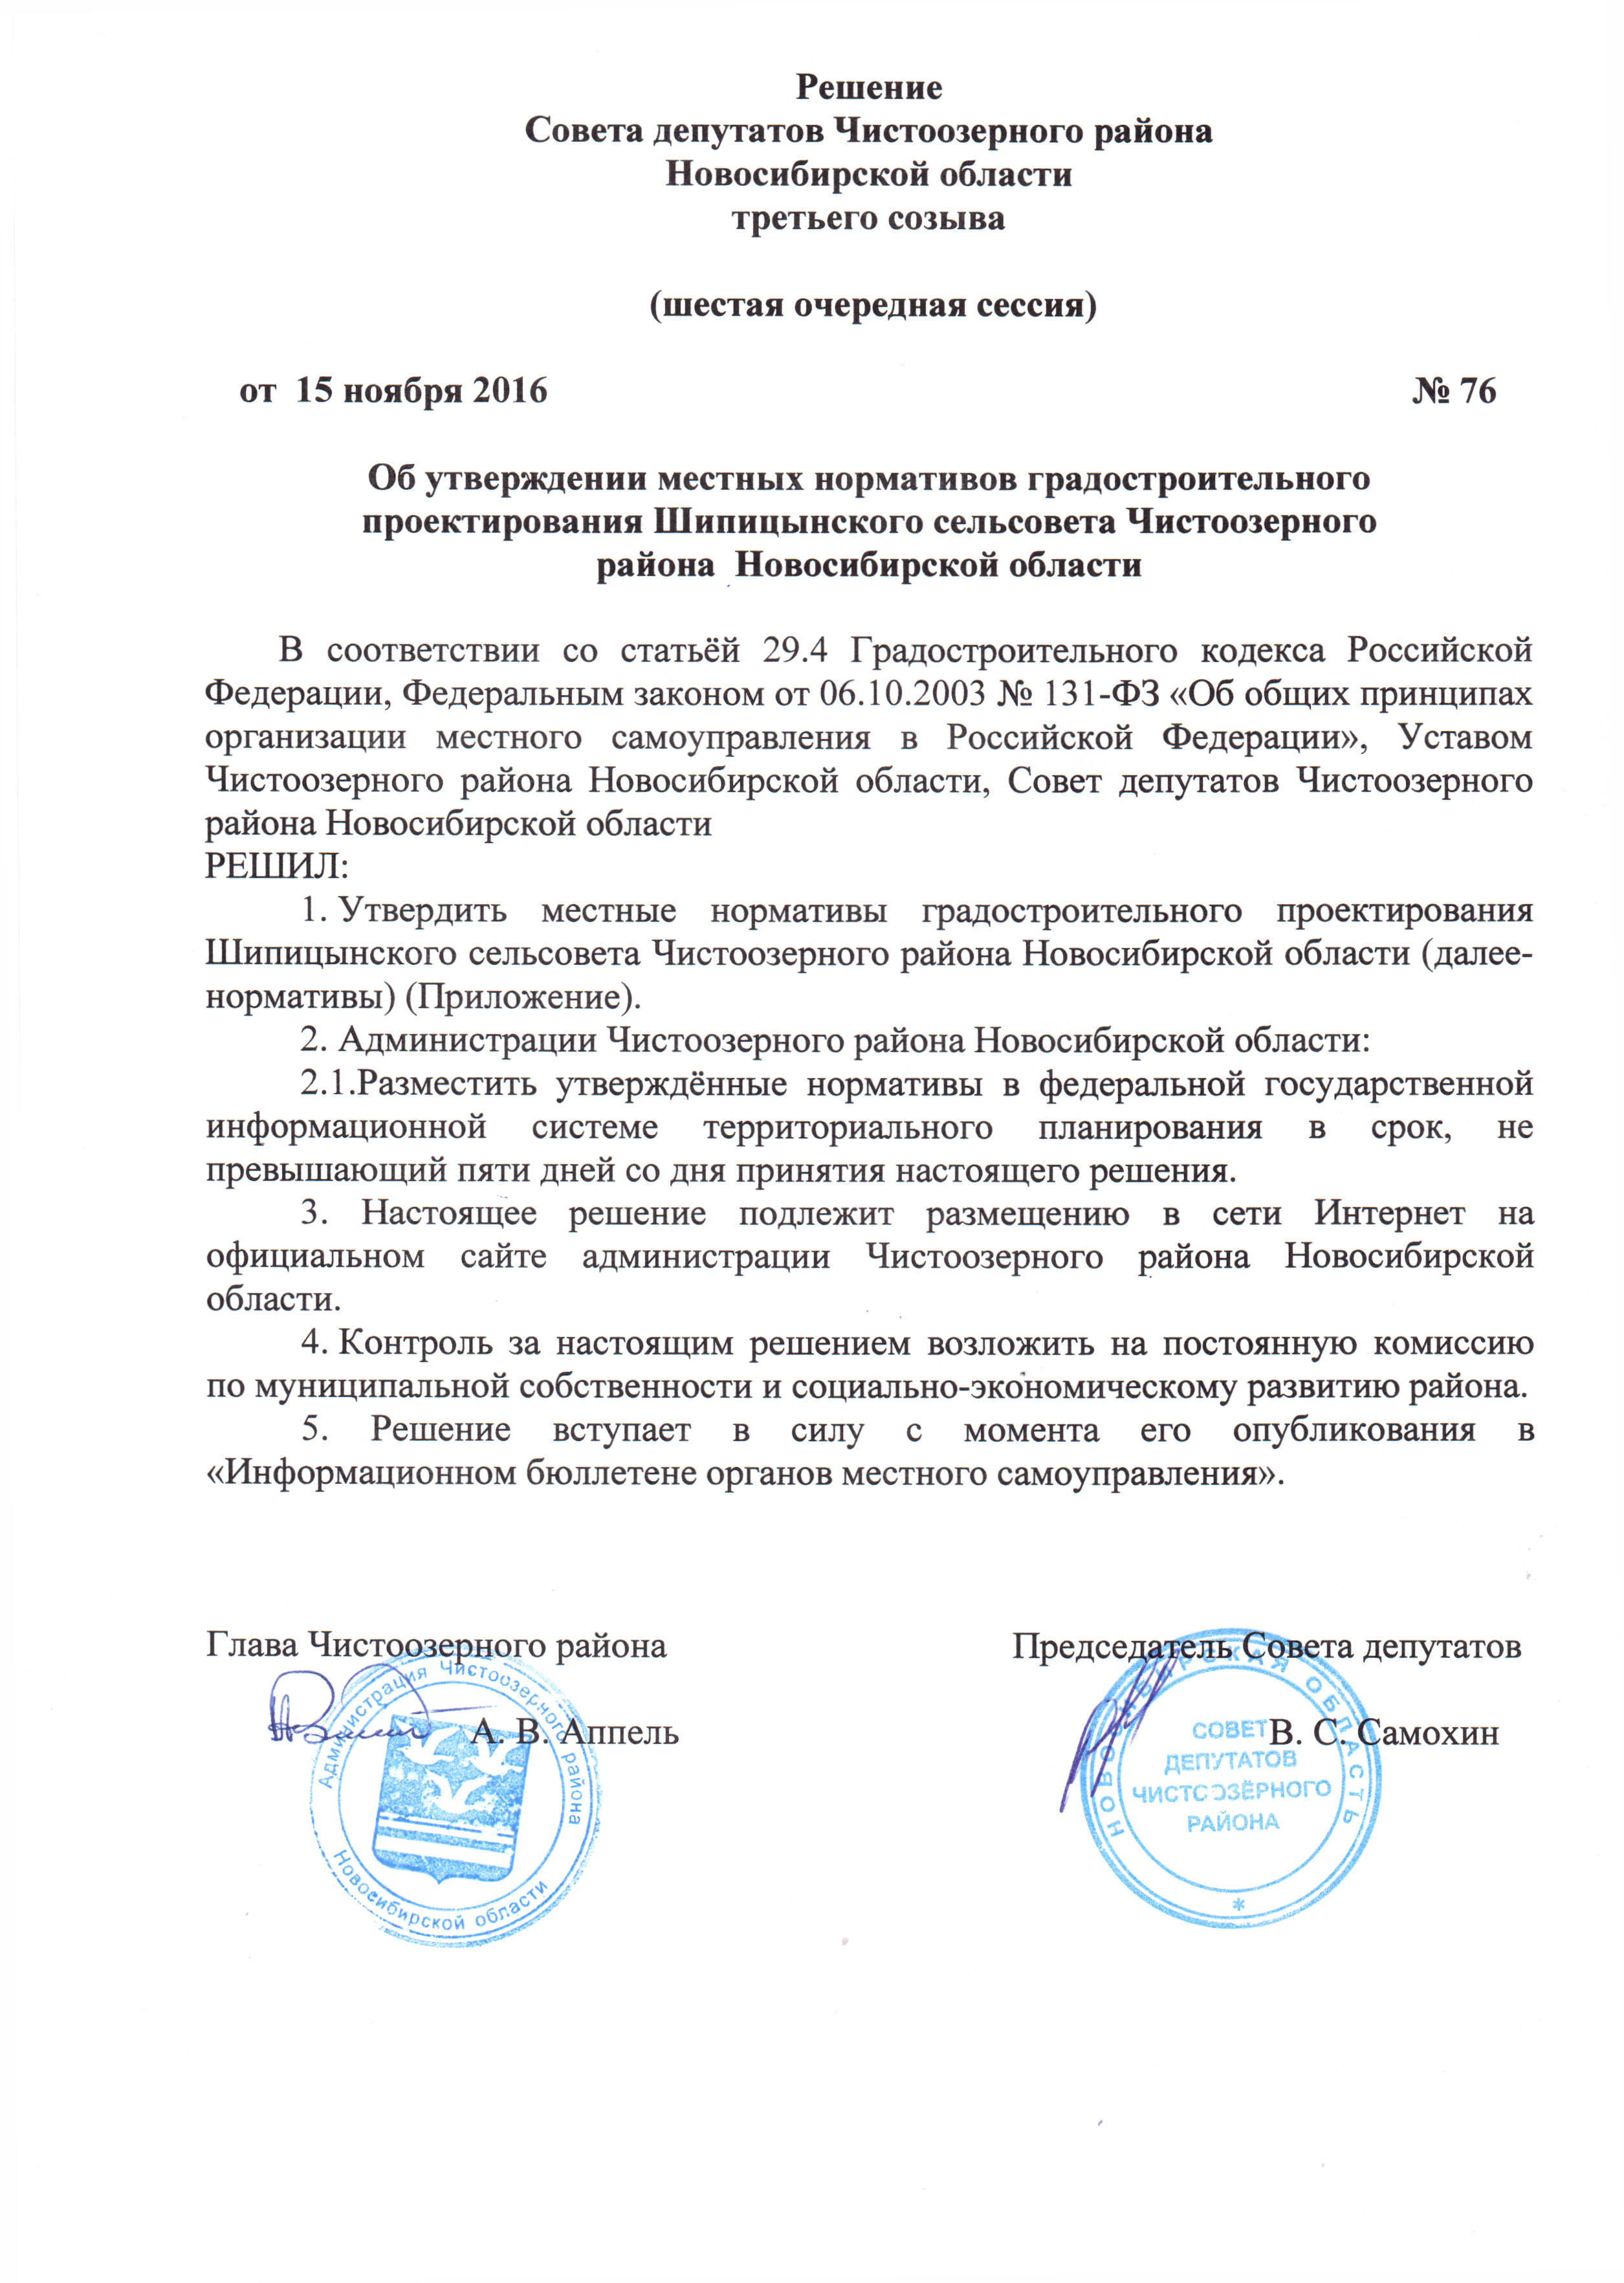 Решение
Совета депутатов Чистоозерного района
Новосибирской области
третьего созыва
(шестая очередная сессия)
от 15 ноября 2016 № 76
Об утверждении местных нормативов градостроительного
проектирования Шипицынского сельсовета Чистоозерного
района Новосибирской области
В соответствии со статьёй 29.4 Градостроительного кодекса Российской
Федерации, Федеральным законом от 06.10.2003 № 131-ФЗ «Об общих принципах
организации местного самоуправления в Российской Федерации», Уставом
Чистоозерного района Новосибирской области, Совет депутатов Чистоозерного
района Новосибирской области
РЕШИЛ:
1. Утвердить местные нормативы градостроительного проектирования
Шипицынского сельсовета Чистоозерного района Новосибирской области (далее-
нормативы) (Приложение).
2. Администрации Чистоозерного района Новосибирской области:
2.1.Разместить утверждённые нормативы в федеральной государственной
информационной системе территориального планирования в срок, не
превышающий пяти дней со дня принятия настоящего решения.
3. Настоящее решение подлежит размещению в сети Интернет на
официальном сайте администрации Чистоозерного района Новосибирской
области.
4. Контроль за настоящим решением возложить на постоянную комиссию
по муниципальной собственности и социально-экономическому развитию района.
5. Решение вступает в силу с момента его опубликования в
«Информационном бюллетене органов местного самоуправления».
Глава Чистоозерного района Председатель Совета депутатов
А. В. Аппель В. С. Самохин
Администрация Чистоозерного района
Новосибирской области
НОВОСИБИРСКАЯ ОБЛАСТЬ
СОВЕТ
ДЕПУТАТОВ
ЧИСТООЗЁРНОГО
РАЙОНА
*